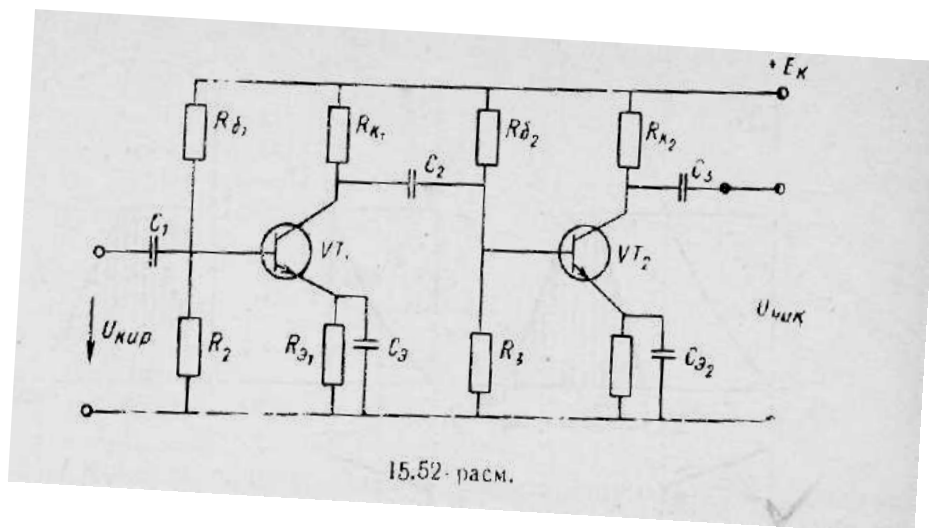 + Eк
Rб₁
Rк₁
Rб₂
Rк₂
C₂
C₃
C₁
VT₁
VT₂
Uкир
R₂
Rэ₁
Cэ
R₃
Cэ₂
Uчик
15.52- расм.